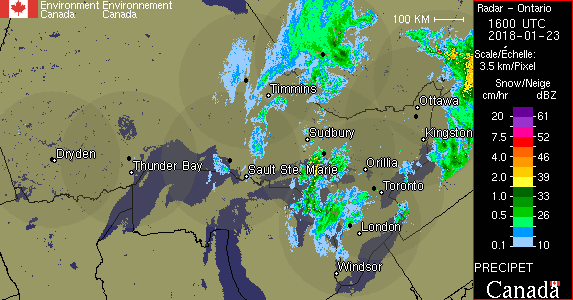 Environment Environnement
Canada Canada
Radar - Ontario
1600 UTC
2018-01-23
100 KM
Scale/Échelle:
3.5 km/Pixel
Snow/Neige
cm/hr dBZ
20 61
7.5 52
4.0 46
2.0 39
1.0 33
0.5 26
0.1 10
PRECIPET
Canada
Timmins
Ottawa
Sudbury
Kingston
Dryden
Thunder Bay
Sault Ste. Marie
Orillia
Toronto
London
Windsor